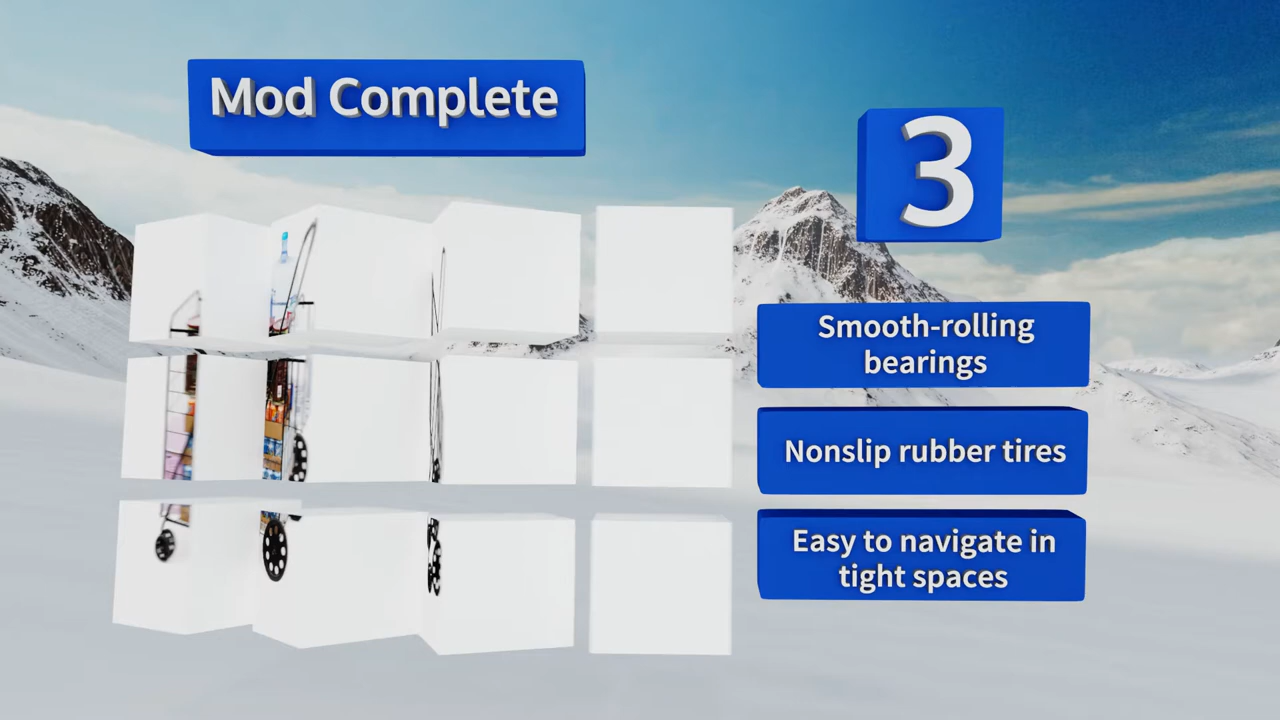 Mod Complete
3
Smooth-rolling
bearings
Nonslip rubber tires
Easy to navigate in
tight spaces